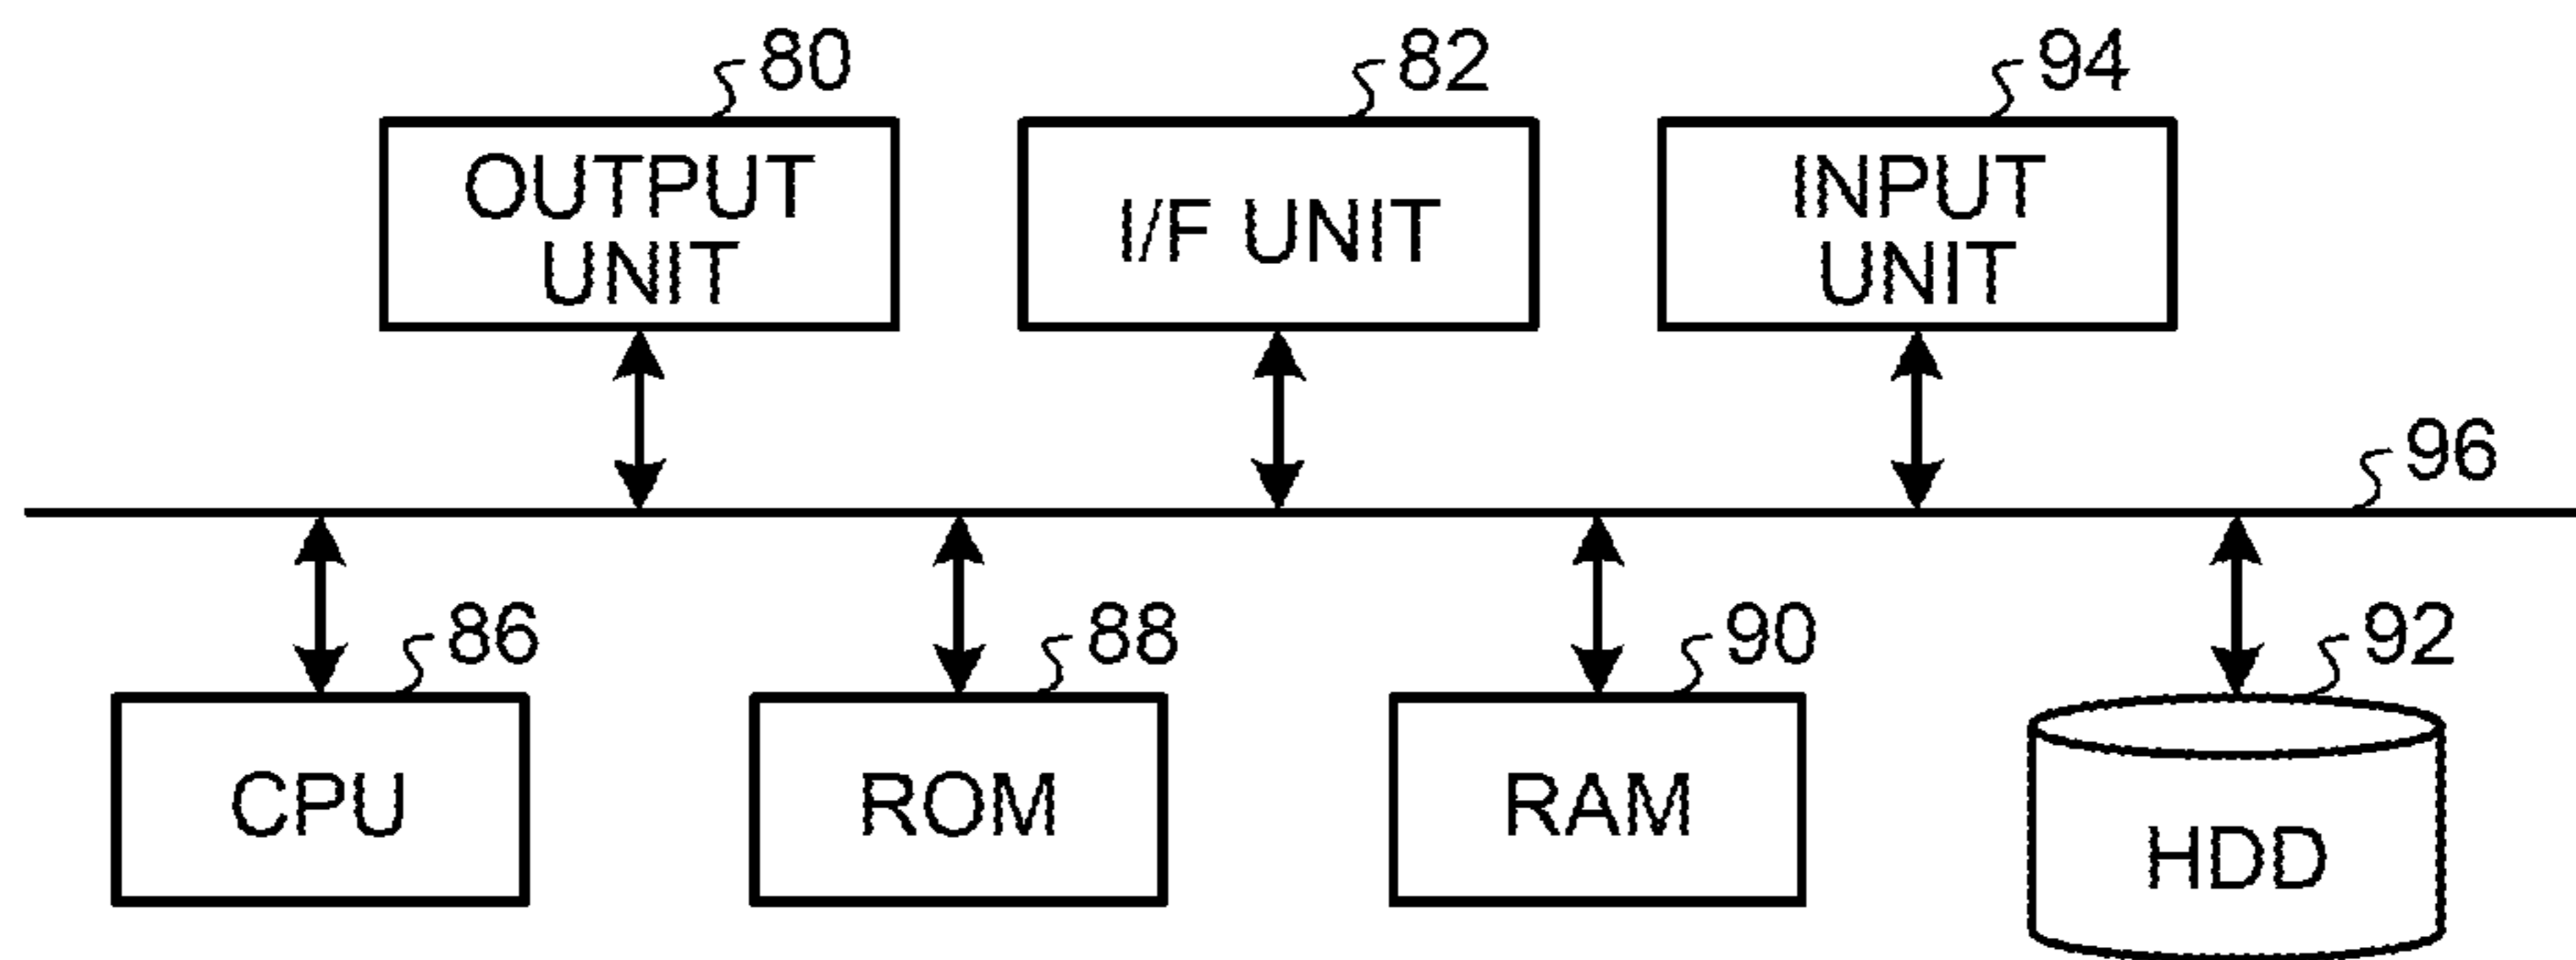 80
82
94
OUTPUT
UNIT
I/F UNIT
INPUT
UNIT
96
86
88
90
92
CPU
ROM
RAM
HDD